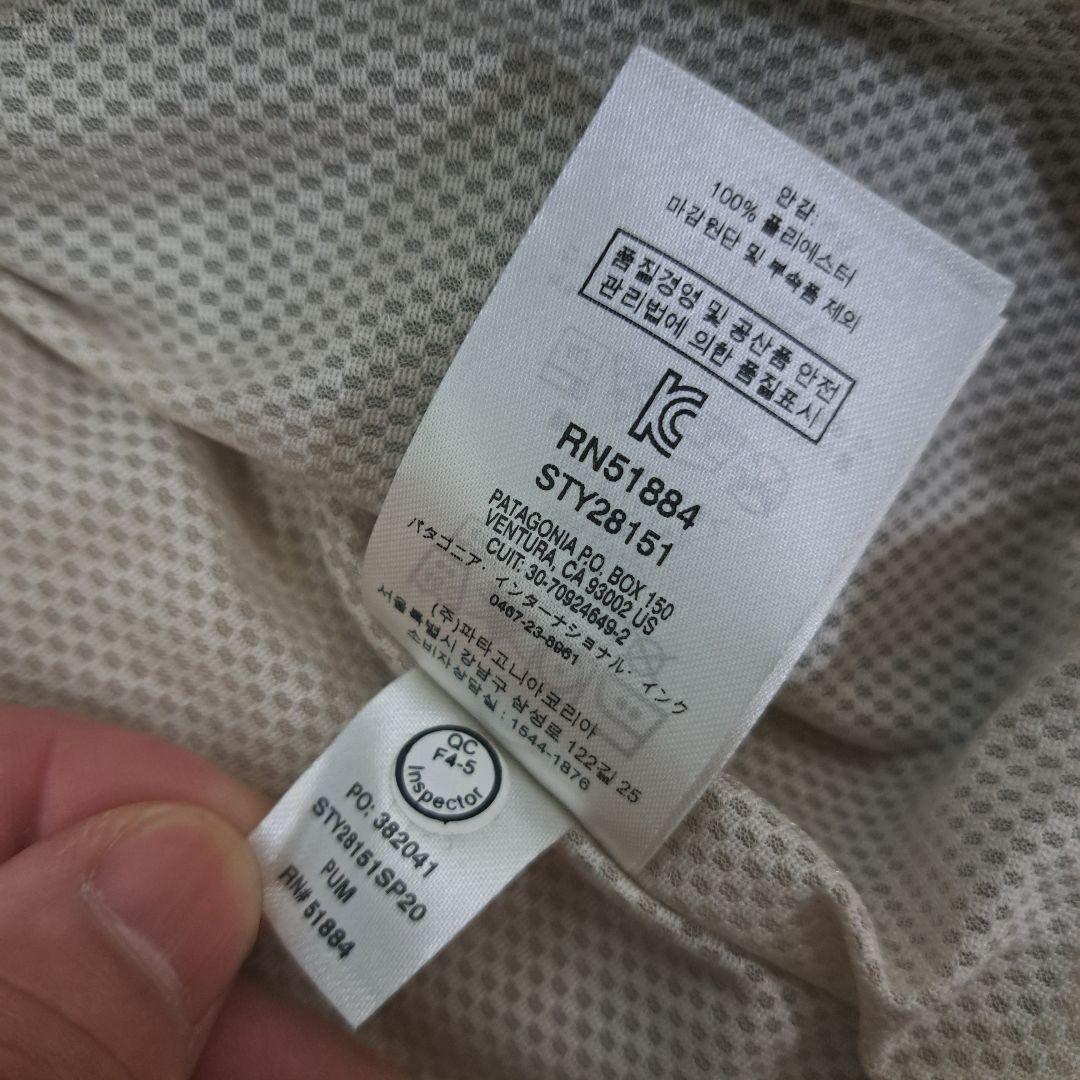 안감:
100% 폴리에스터
마감원단 및 부속품 제외
품질경영 및 공산품 안전
관리법에 의한 품질표시
KC
RN51884
STY28151
PATAGONIA P.O. BOX 150
VENTURA, CA 93002 US
CUIT: 30-70924649-2
パタゴニア・インターナショナル・インク
0467-23-8961
(주)파타고니아코리아
서울특별시 강남구 삼성로 122길 25
소비자상담실 : 1544-1876
QC
F4-5
Inspector
PO: 382041
STY28151SP20
PUM
RN# 51884